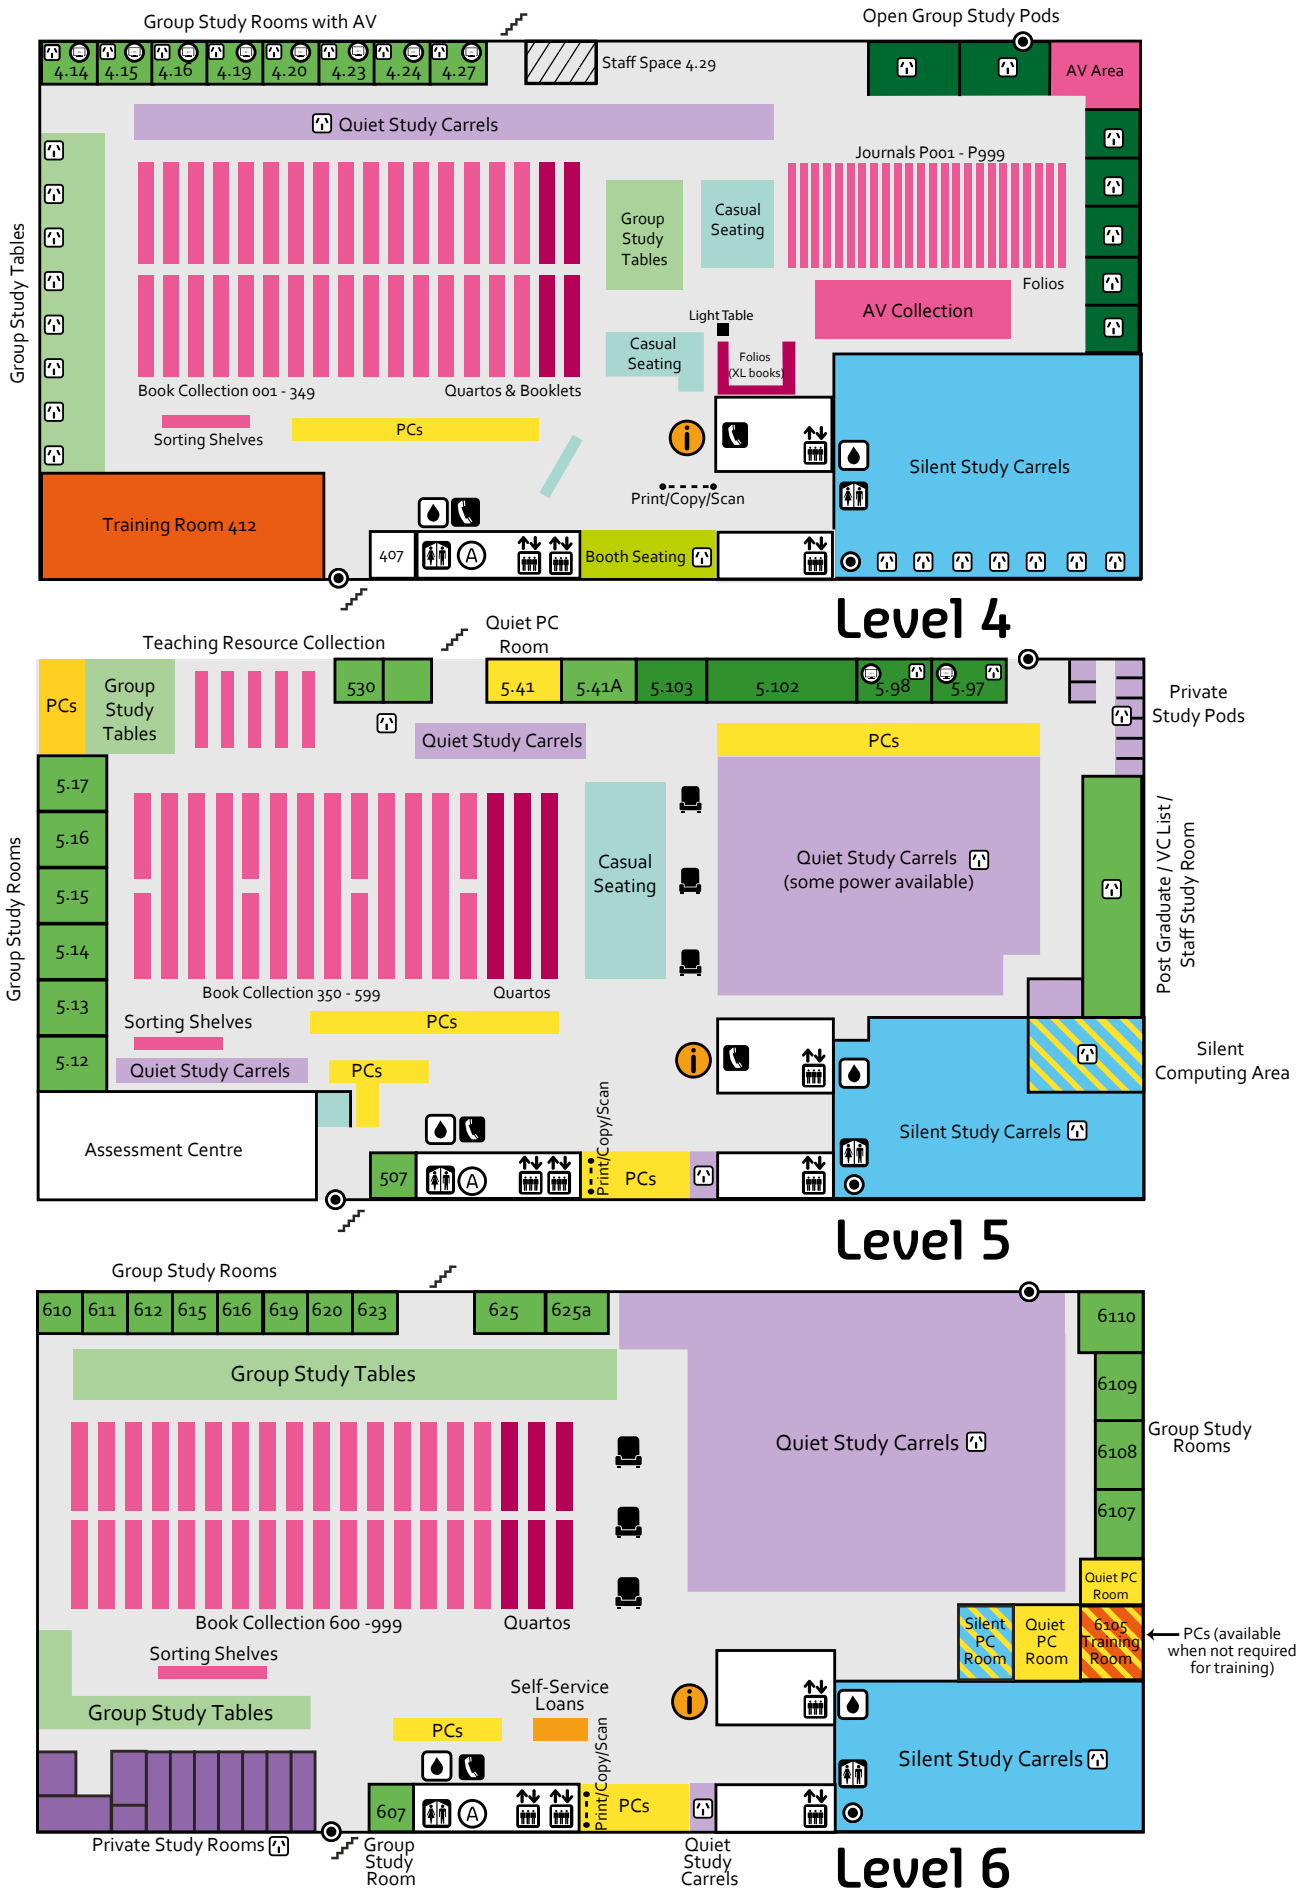 Group Study Rooms with AV
Open Group Study Pods
4.14
4.15
4.16
4.19
4.20
4.23
4.24
4.27
Staff Space 4.29
AV Area
Quiet Study Carrels
Journals P001 - P999
Group
Study
Tables
Casual
Seating
Group Study Tables
Folios
AV Collection
Light Table
Casual
Seating
Folios
(XL books)
Book Collection 001 - 349
Quartos & Booklets
Sorting Shelves
PCs
i
Silent Study Carrels
Print/Copy/Scan
Training Room 412
407
A
Booth Seating
Level 4
Teaching Resource Collection
Quiet PC
Room
PCs
Group
Study
Tables
530
5.41
5.41A
5.103
5.102
5.98
5.97
Private
Study Pods
Quiet Study Carrels
PCs
5.17
5.16
5.15
5.14
5.13
5.12
Group Study Rooms
Casual
Seating
Quiet Study Carrels
(some power available)
Post Graduate / VC List /
Staff Study Room
Book Collection 350 - 599
Quartos
Sorting Shelves
PCs
Quiet Study Carrels
PCs
i
Silent
Computing Area
Assessment Centre
Print/Copy/Scan
Silent Study Carrels
507
A
PCs
Level 5
Group Study Rooms
610
611
612
615
616
619
620
623
625
625a
6110
Group Study Tables
6109
Quiet Study Carrels
6108
Group Study
Rooms
6107
Quiet PC
Room
Book Collection 600 -999
Quartos
Silent
PC
Room
Quiet
PC
Room
6105
Training
Room
PCs (available
when not required
for training)
Sorting Shelves
Group Study Tables
Self-Service
Loans
PCs
i
Print/Copy/Scan
Silent Study Carrels
607
A
PCs
Private Study Rooms
Group
Study
Room
Quiet
Study
Carrels
Level 6